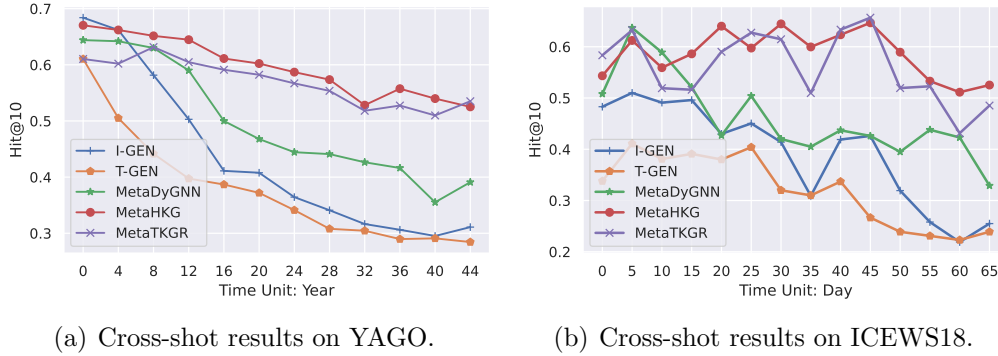 0.7
0.6
0.5
0.4
0.3
Hit@10
I-GEN
T-GEN
MetaDyGNN
MetaHKG
MetaTKGR
0 4 8 12 16 20 24 28 32 36 40 44
Time Unit: Year
(a) Cross-shot results on YAGO.
0.6
0.5
0.4
0.3
0.2
Hit@10
I-GEN
T-GEN
MetaDyGNN
MetaHKG
MetaTKGR
0 5 10 15 20 25 30 35 40 45 50 55 60 65
Time Unit: Day
(b) Cross-shot results on ICEWS18.